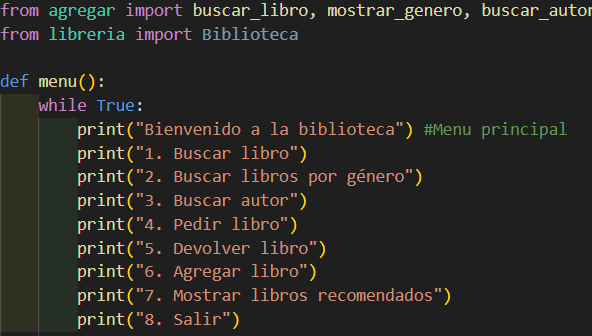 from agregar import buscar_libro, mostrar_genero, buscar_autor
from libreria import Biblioteca
def menu():
while True:
print("Bienvenido a la biblioteca") #Menu principal
print("1. Buscar libro")
print("2. Buscar libros por género")
print("3. Buscar autor")
print("4. Pedir libro")
print("5. Devolver libro")
print("6. Agregar libro")
print("7. Mostrar libros recomendados")
print("8. Salir")